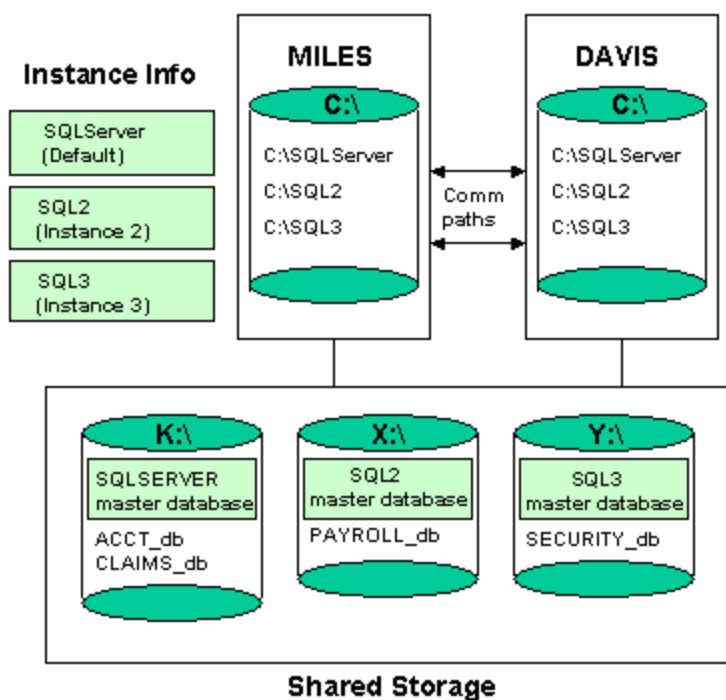 Instance Info
SQLServer
(Default)
SQL2
(Instance 2)
SQL3
(Instance 3)
MILES
C:\
C:\SQLServer
C:\SQL2
C:\SQL3
Comm
paths
DAVIS
C:\
C:\SQLServer
C:\SQL2
C:\SQL3
K:\
SQLSERVER
master database
ACCT_db
CLAIMS_db
X:\
SQL2
master database
PAYROLL_db
Y:\
SQL3
master database
SECURITY_db
Shared Storage